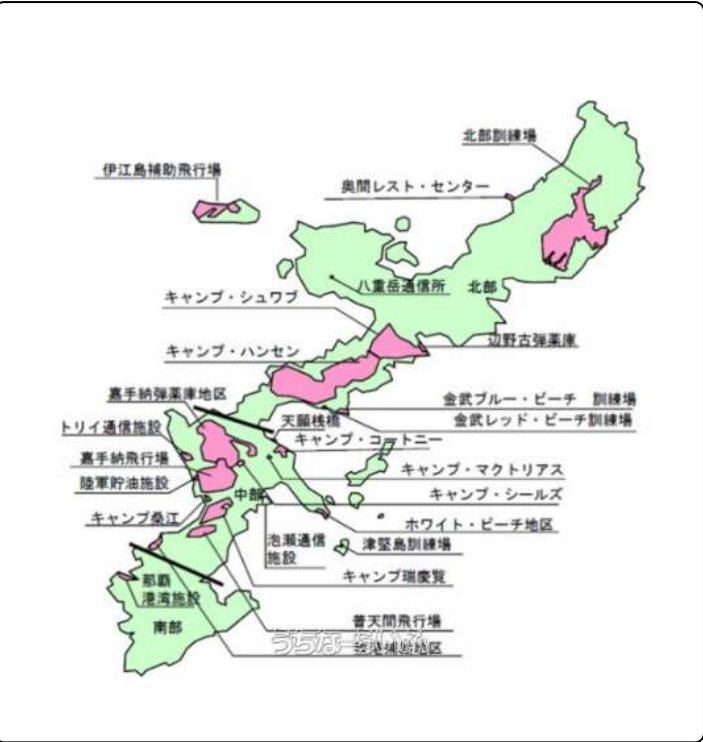 北部訓練場
伊江島補助飛行場
奥間レスト・センター
八重岳通信所
北部
キャンプ・シュワブ
辺野古弾薬庫
キャンプ・ハンセン
嘉手納弾薬庫地区
金武ブルー・ビーチ 訓練場
天願桟橋
金武レッド・ビーチ訓練場
トリイ通信施設
キャンプ・コートニー
嘉手納飛行場
キャンプ・マクトリアス
陸軍貯油施設
中部
キャンプ・シールズ
キャンプ桑江
ホワイト・ビーチ地区
泡瀬通信
施設
津堅島訓練場
那覇
港湾施設
キャンプ瑞慶覧
普天間飛行場
南部
うちなーらいふ
地区